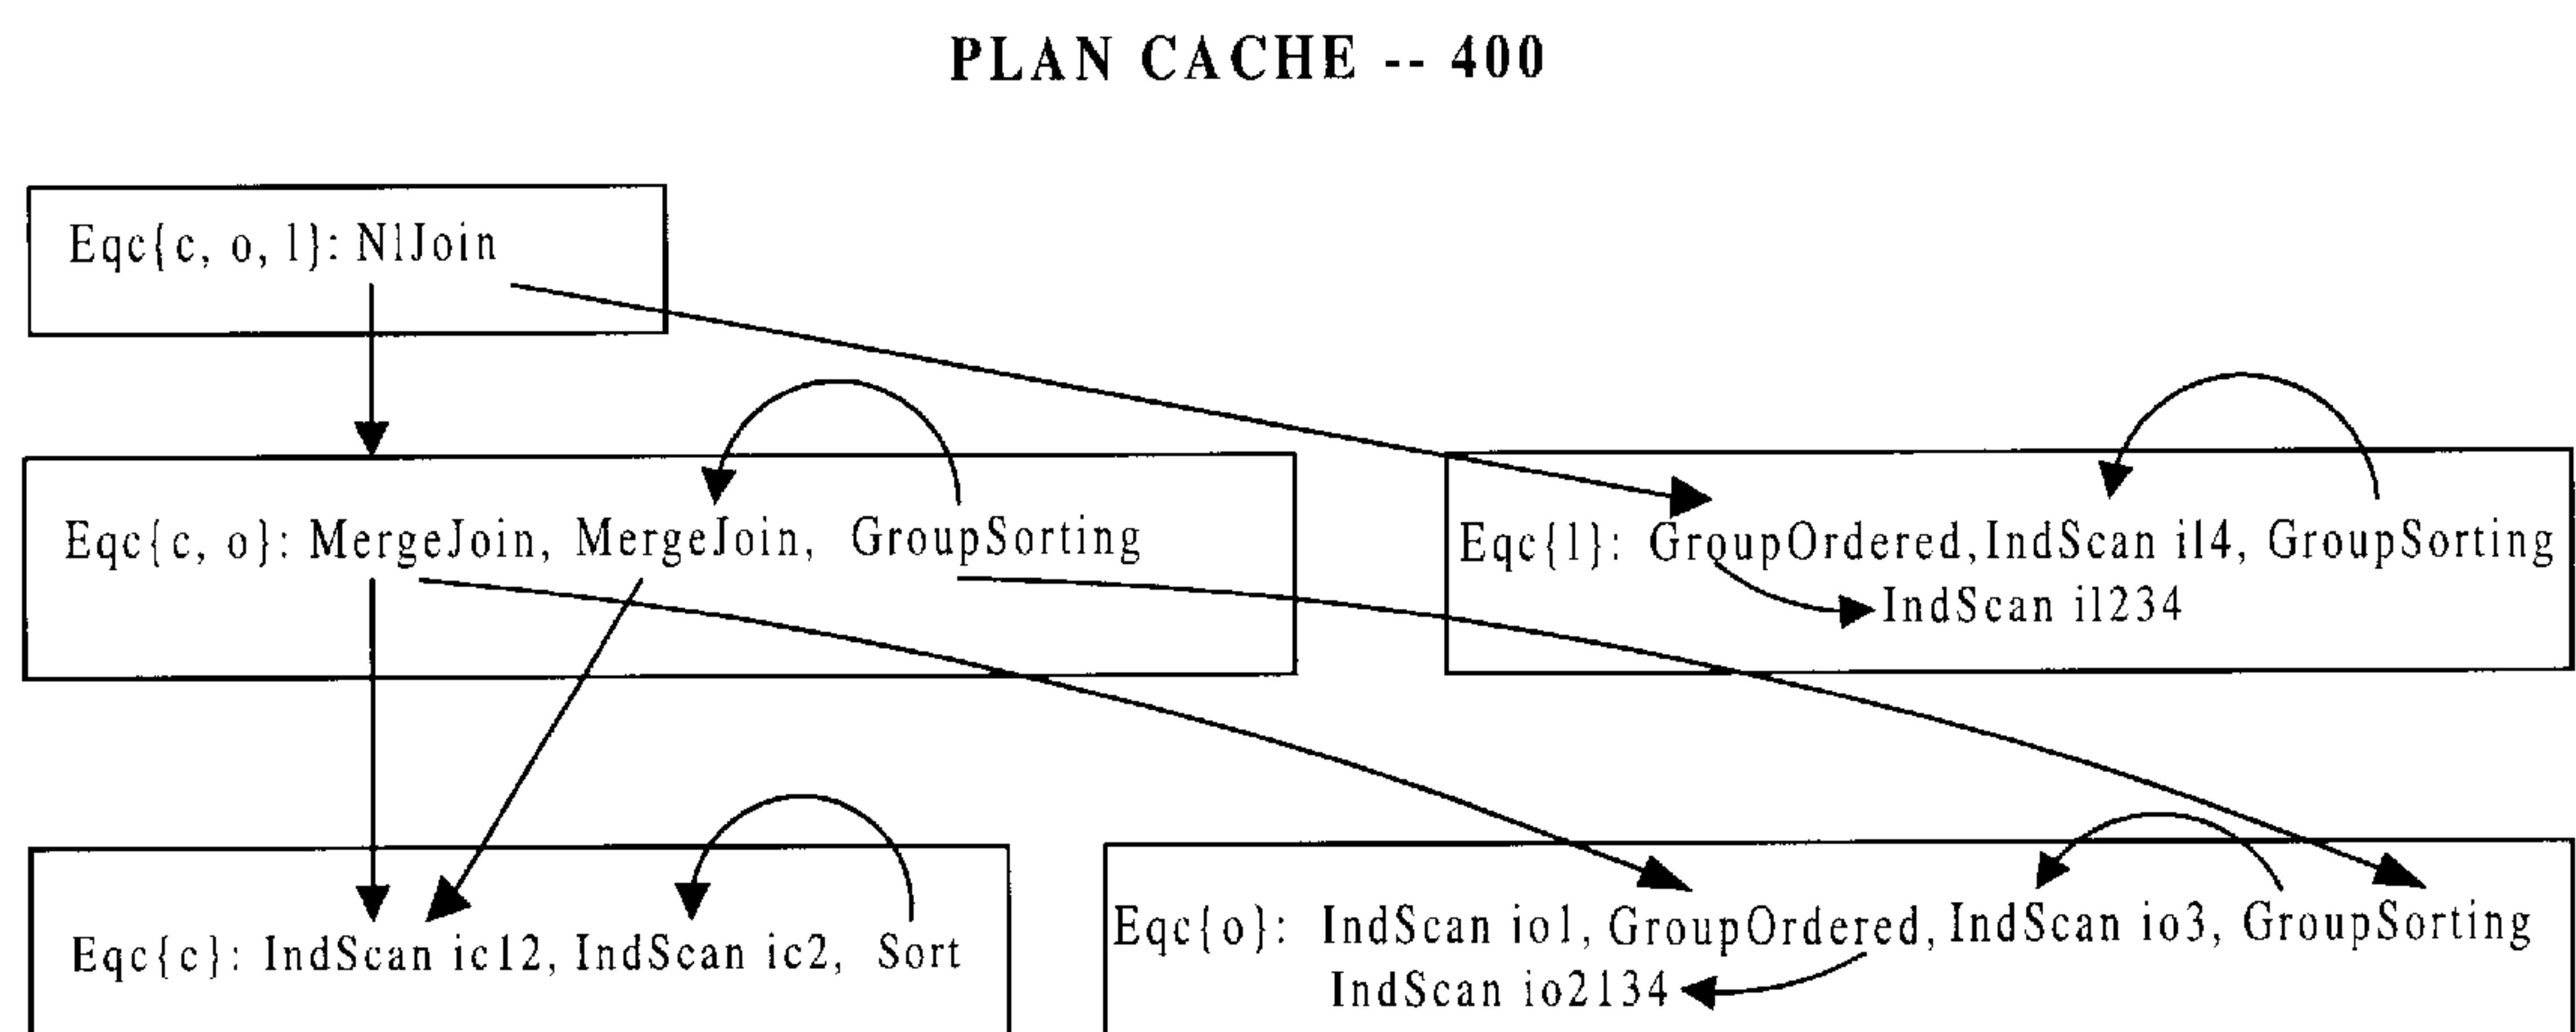 PLAN CACHE -- 400
Eqc{c, o, l}: NlJoin
Eqc{c, o}: MergeJoin, MergeJoin, GroupSorting
Eqc{l}: GroupOrdered,IndScan il4, GroupSorting
IndScan il234
Eqc{c}: IndScan ic12, IndScan ic2, Sort
Eqc{o}: IndScan io1, GroupOrdered, IndScan io3, GroupSorting
IndScan io2134